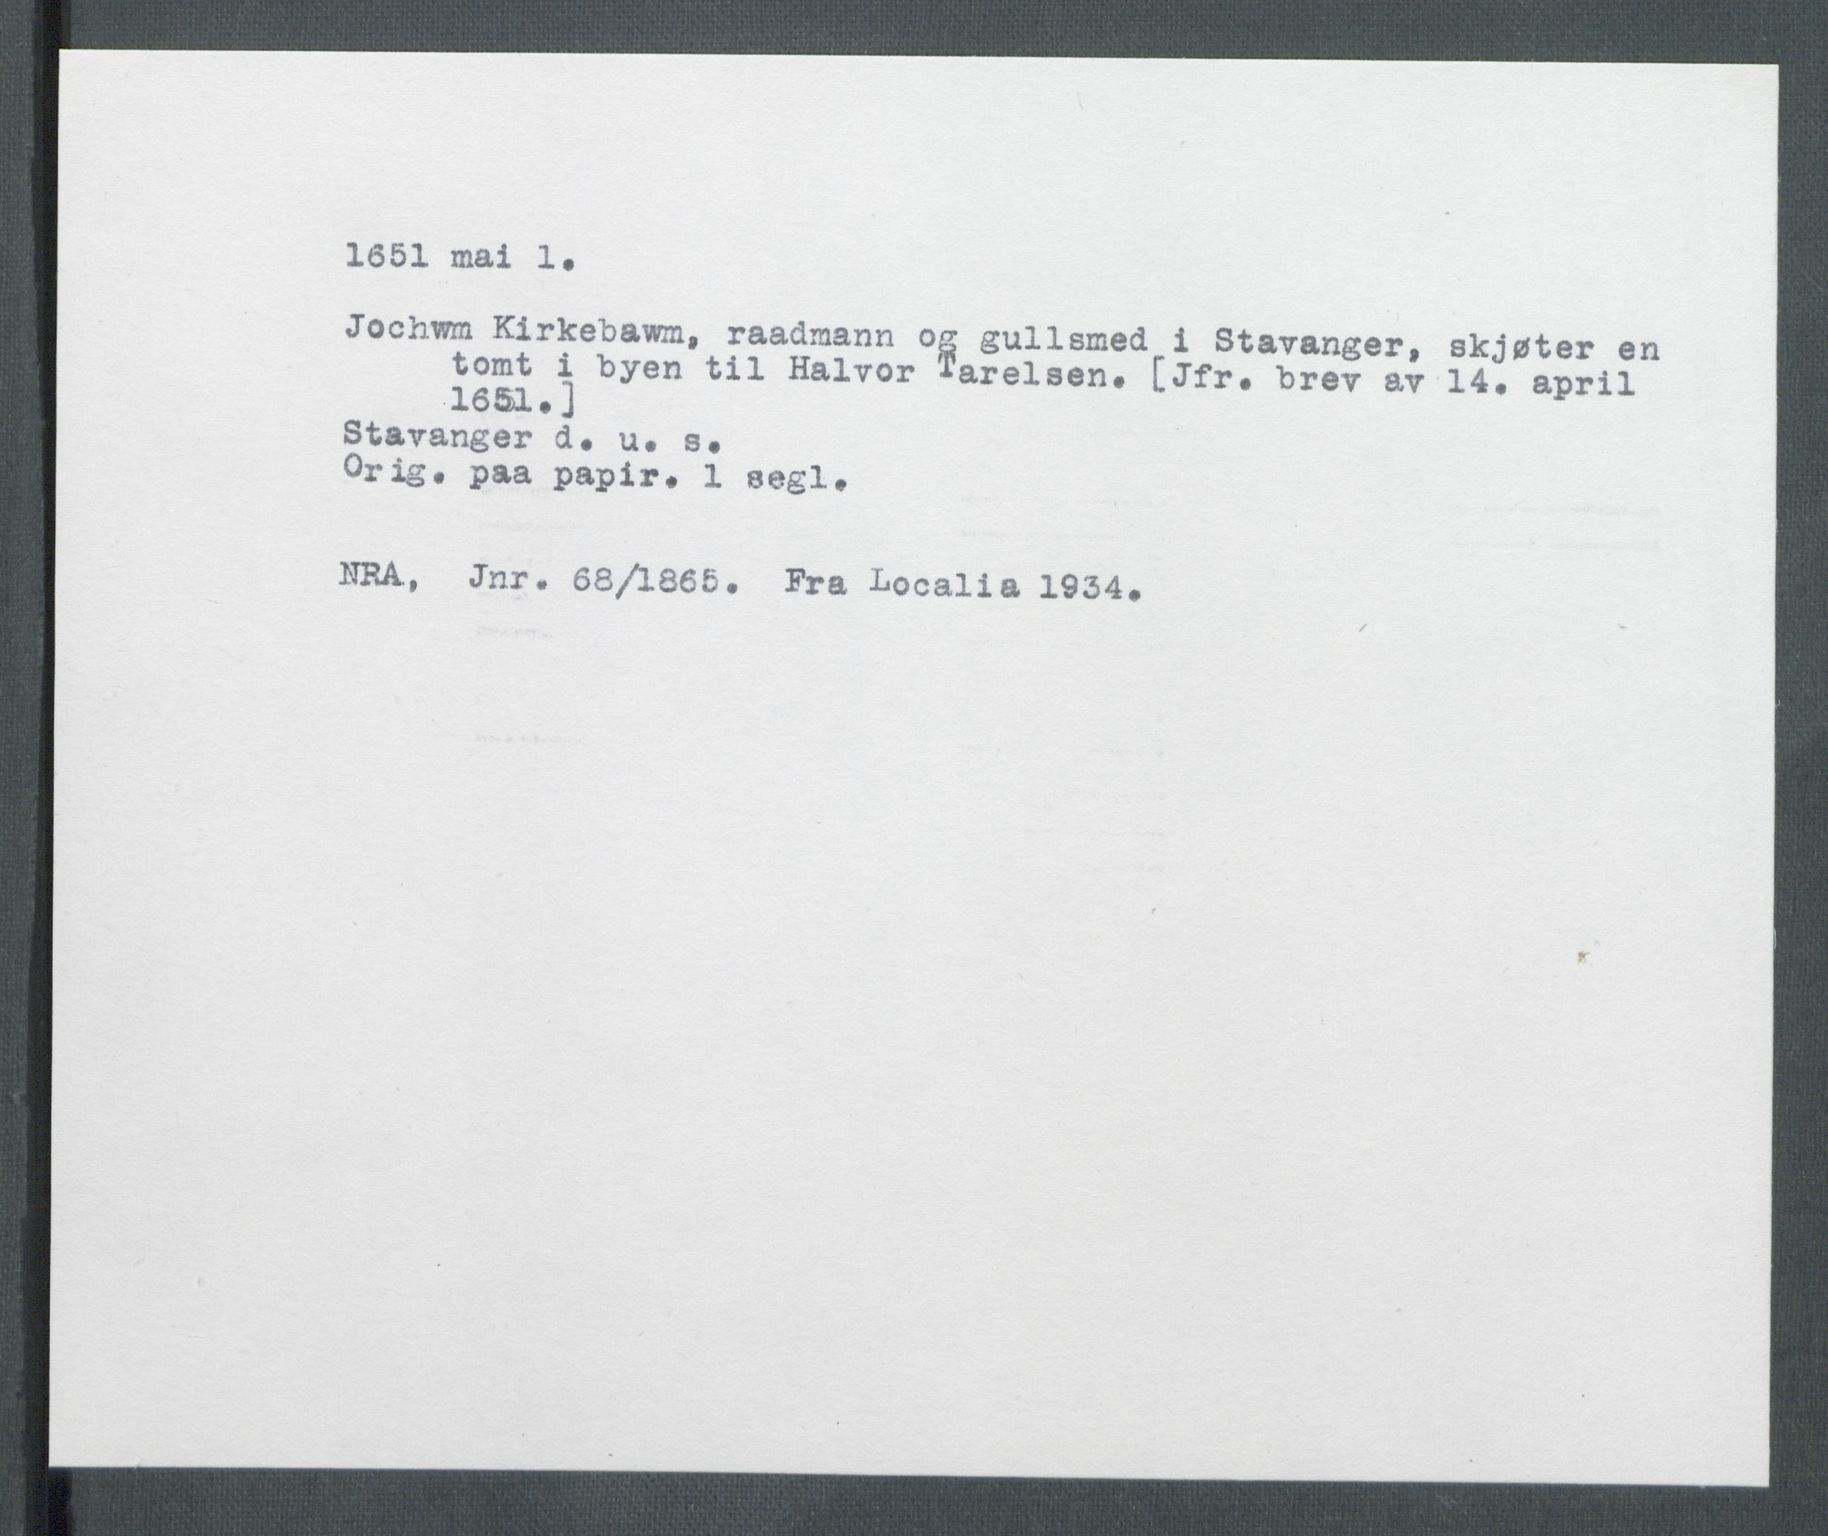 1651 mai 1.
Jochwm Kirkebawm, raadmann og gullsmed i Stavanger, skjøter en
tomt i byen til Halvor Tarelsen. [Jfr. brev av 14. april
1651.]
Stavanger d. u. s.
Orig. paa papir. 1 segl.
NRA, Jnr. 68/1865. Fra Localia 1934.